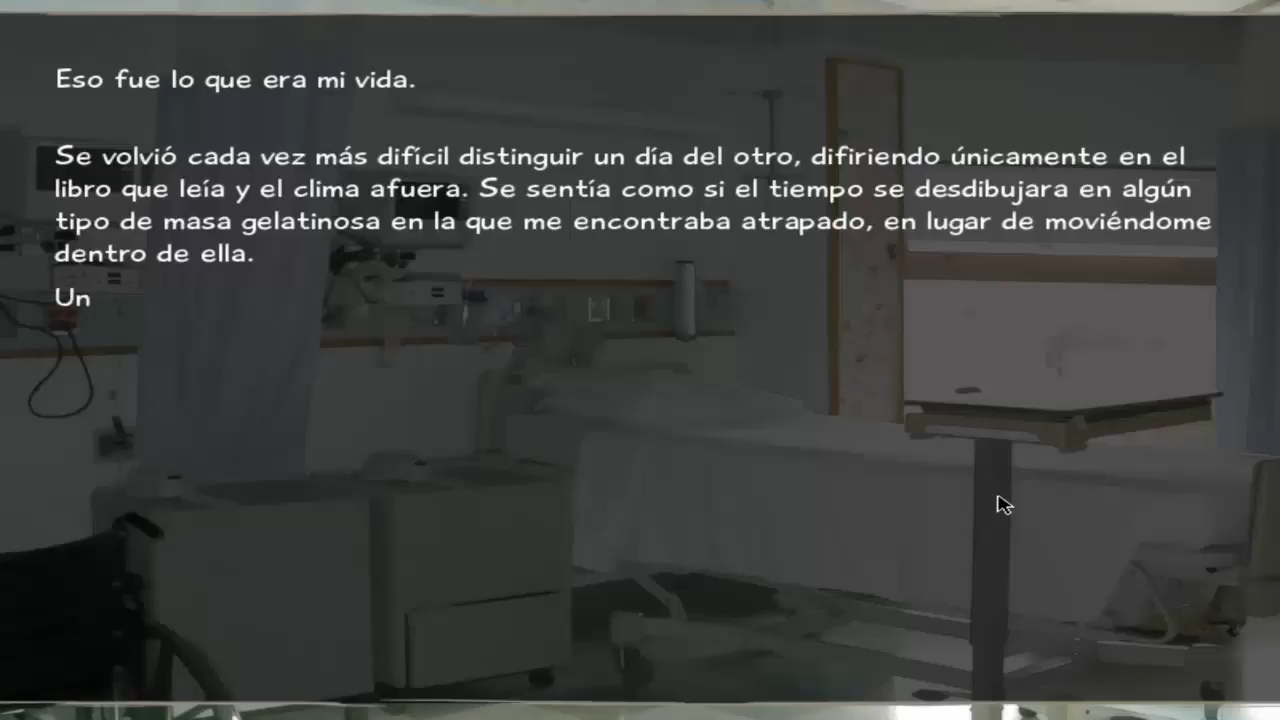 Eso fue lo que era mi vida.
Se volvió cada vez más difícil distinguir un día del otro, difiriendo únicamente en el
libro que leía y el clima afuera. Se sentía como si el tiempo se desdibujara en algún
tipo de masa gelatinosa en la que me encontraba atrapado, en lugar de moviéndome
dentro de ella.
Un